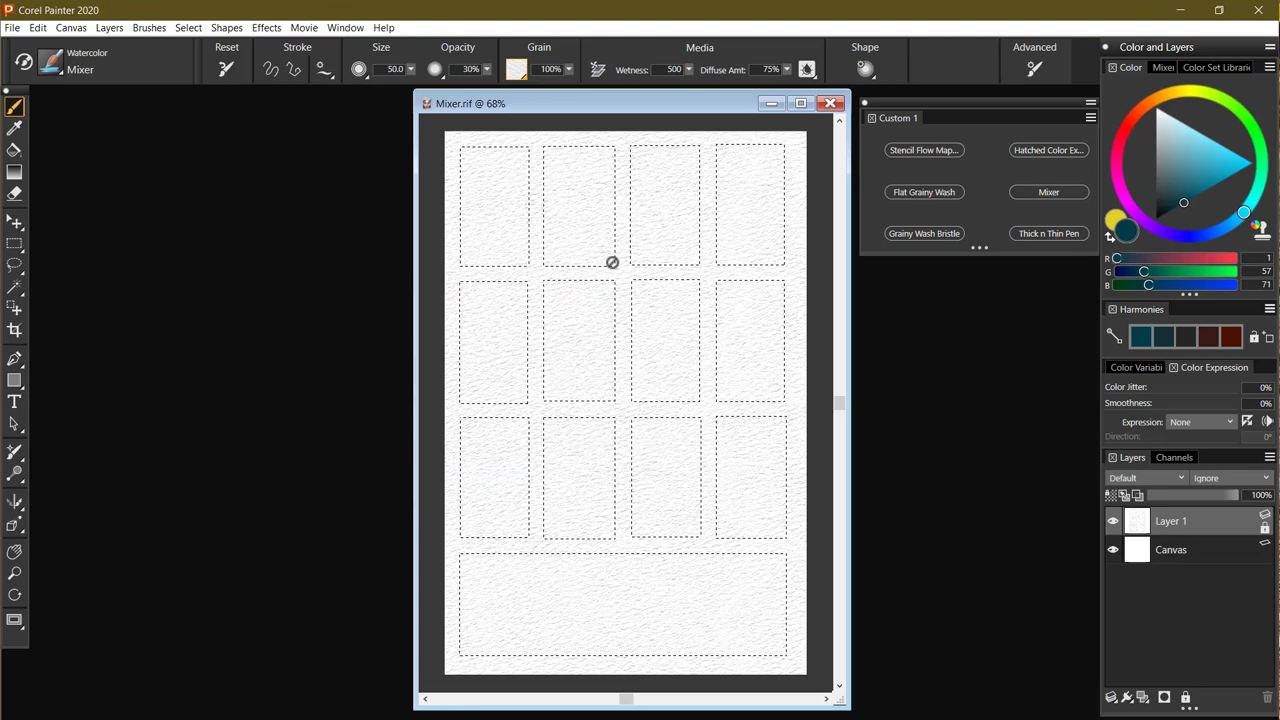 Corel Painter 2020
File Edit Canvas Layers Brushes Select Shapes Effects Movie Window Help
Watercolor
Mixer
Reset
Stroke
Size
50.0
Opacity
30%
Grain
100%
Media
Wetness: 500
Diffuse Amt: 75%
Shape
Advanced
Mixer.rif @ 68%
Custom 1
Stencil Flow Map...
Hatched Color Ex...
Flat Grainy Wash
Mixer
Grainy Wash Bristle
Thick n Thin Pen
Color and Layers
Color Mixer Color Set Librari
R 1
G 57
B 71
Harmonies
Color Variabi Color Expression
Color Jitter: 0%
Smoothness: 0%
Expression: None
Direction: 0°
Layers Channels
Default Ignore
100%
Layer 1
Canvas